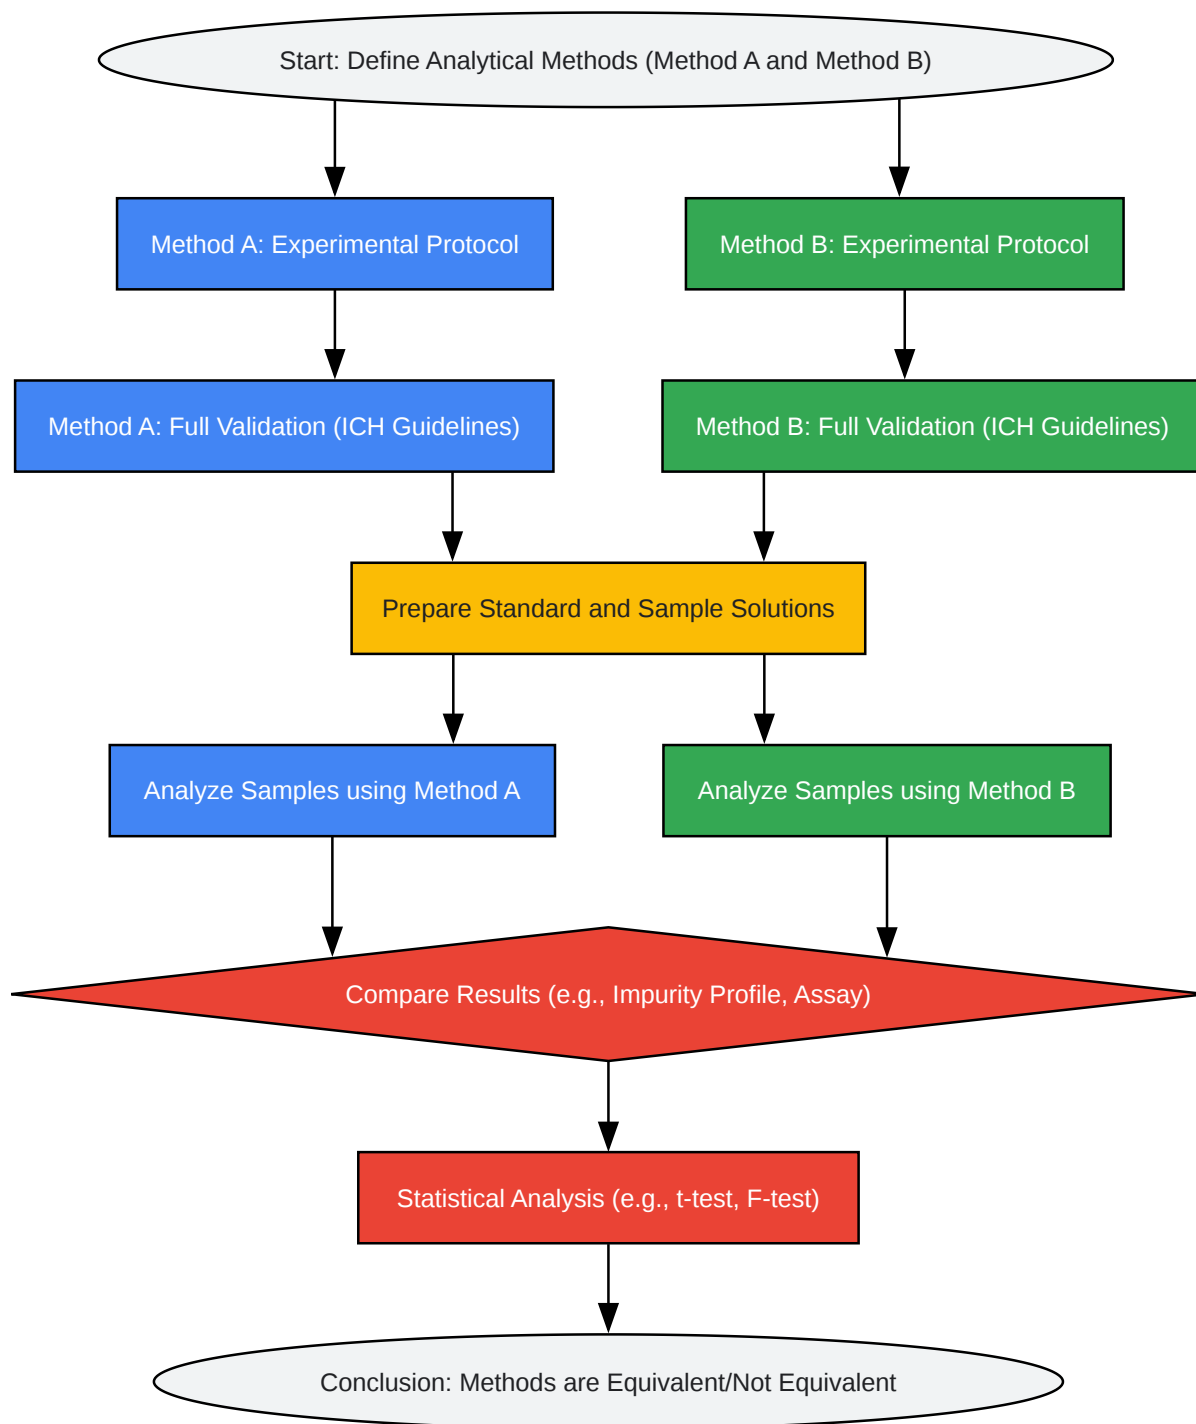 Start: Define Analytical Methods (Method A and Method B)
Method A: Experimental Protocol
Method B: Experimental Protocol
Method A: Full Validation (ICH Guidelines)
Method B: Full Validation (ICH Guidelines)
Prepare Standard and Sample Solutions
Analyze Samples using Method A
Analyze Samples using Method B
Compare Results (e.g., Impurity Profile, Assay)
Statistical Analysis (e.g., t-test, F-test)
Conclusion: Methods are Equivalent/Not Equivalent